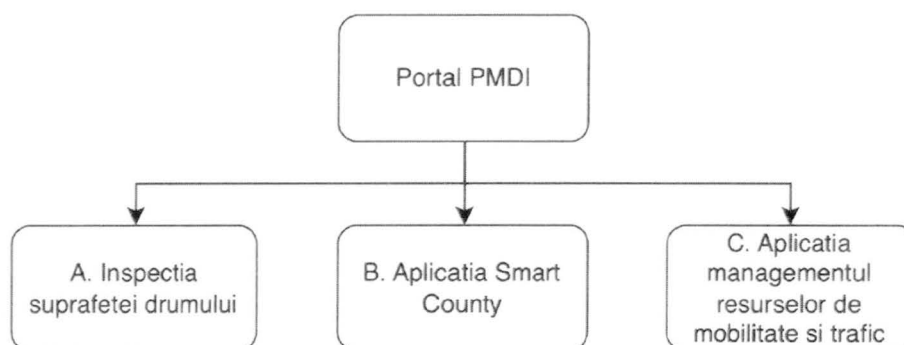 Portal PMDI
A. Inspectia
suprafetei drumului
B. Aplicatia Smart
County
C. Aplicatia
managementul
resurselor de
mobilitate si trafic